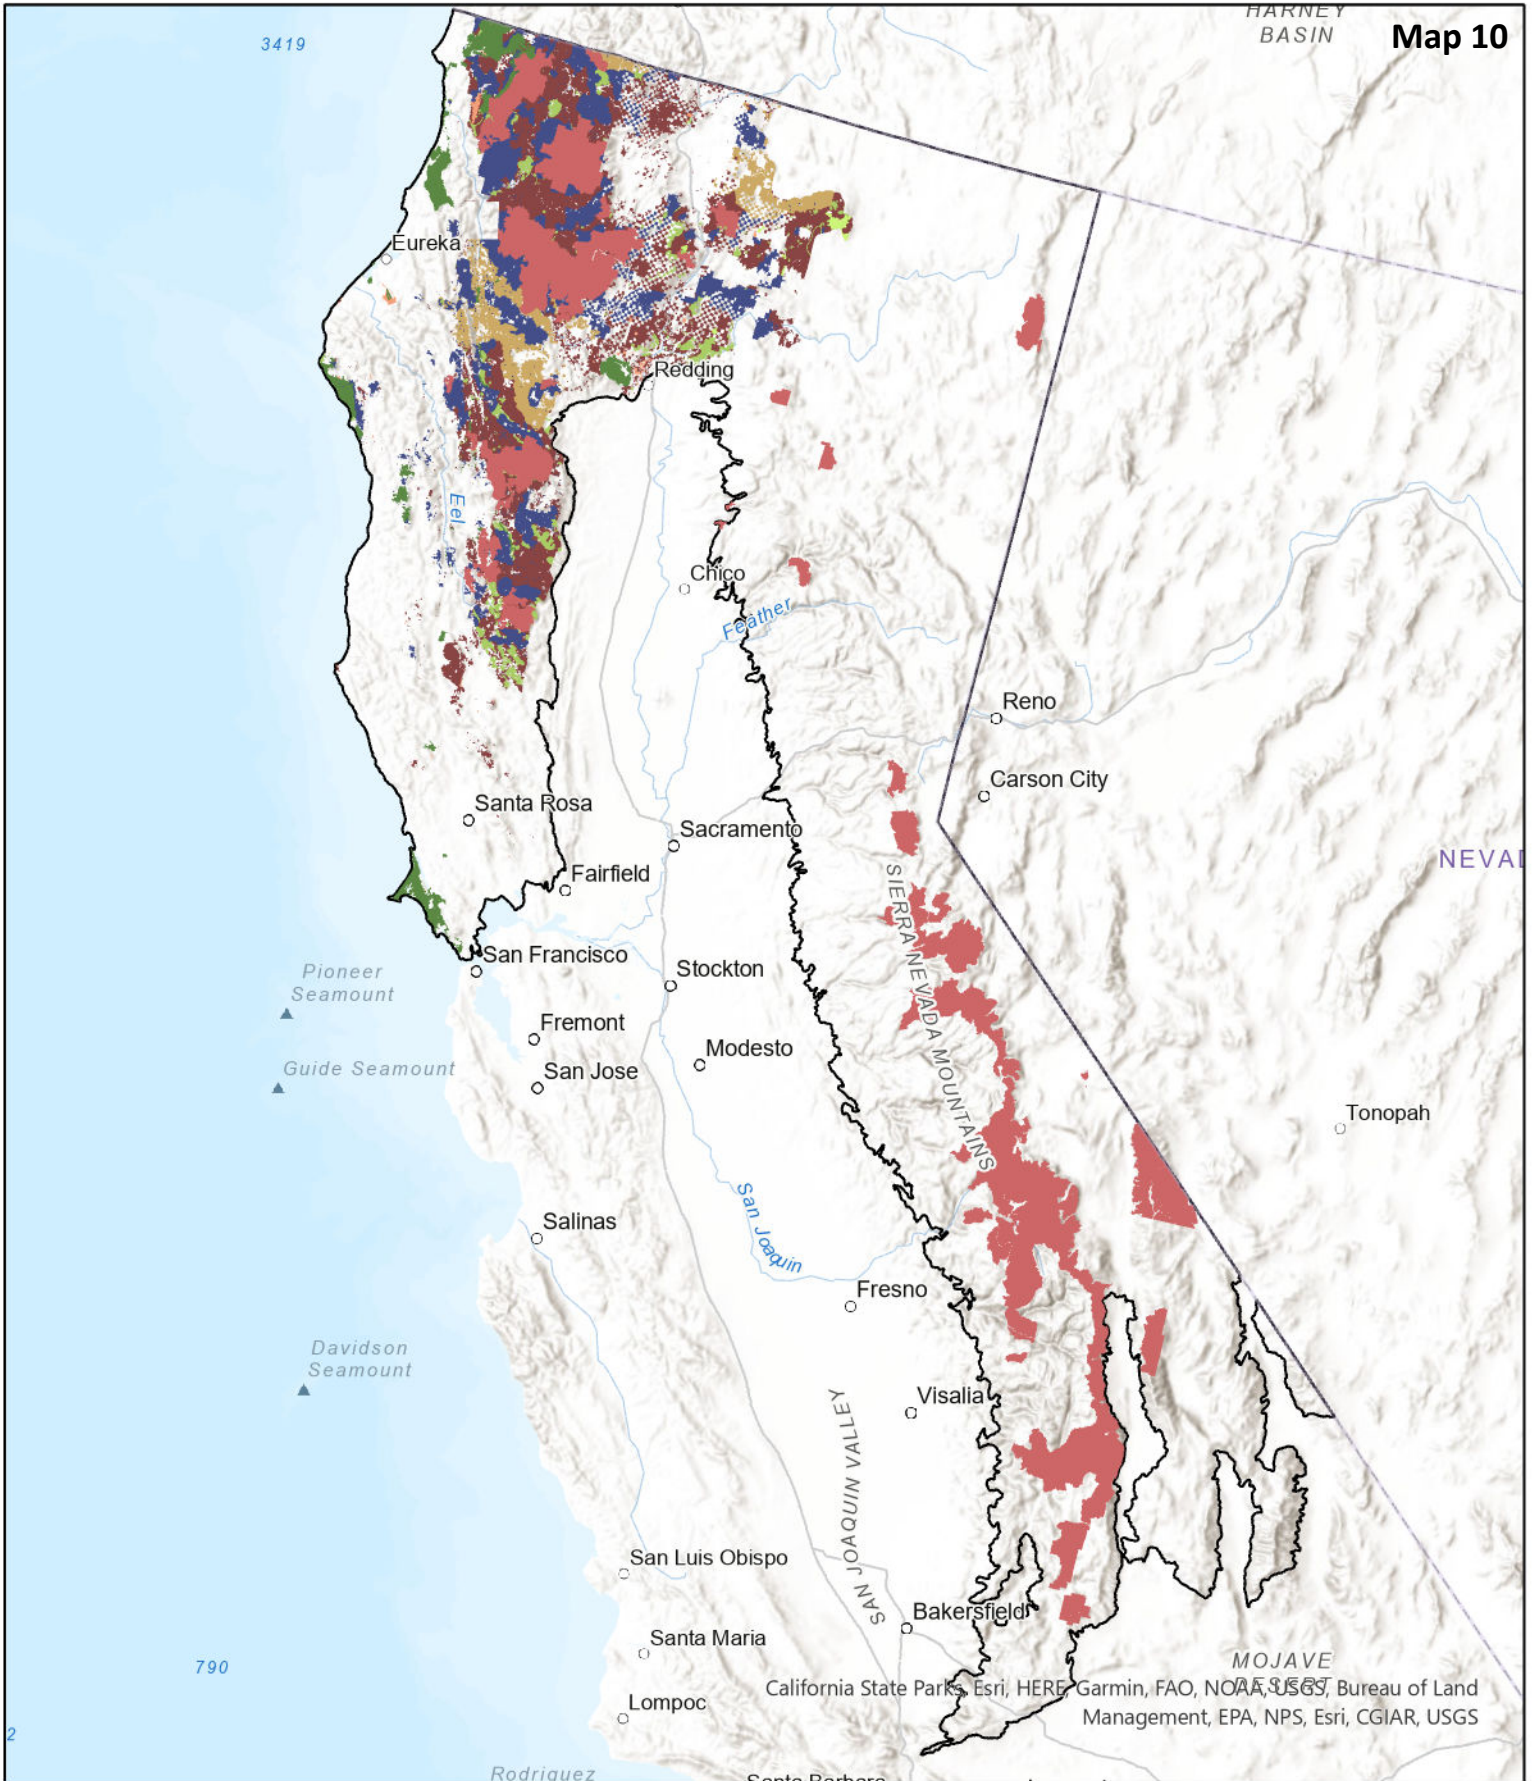 HARNEY
BASIN
Map 10
3419
Eureka
Redding
Eel
Chico
Feather
Reno
Carson City
Santa Rosa
Sacramento
NEVAD
Fairfield
SIERRA NEVADA MOUNTAINS
San Francisco
Pioneer
Seamount
Stockton
Fremont
Modesto
Guide Seamount
San Jose
Tonopah
San Joaquin
Salinas
Fresno
Davidson
Seamount
Visalia
SAN JOAQUIN VALLEY
San Luis Obispo
Bakersfield
Santa Maria
790
MOJAVE
DESERT
California State Parks, Esri, HERE, Garmin, FAO, NOAA, USGS, Bureau of Land
Management, EPA, NPS, Esri, CGIAR, USGS
Lompoc
2
Rodriguez
Santa Barbara